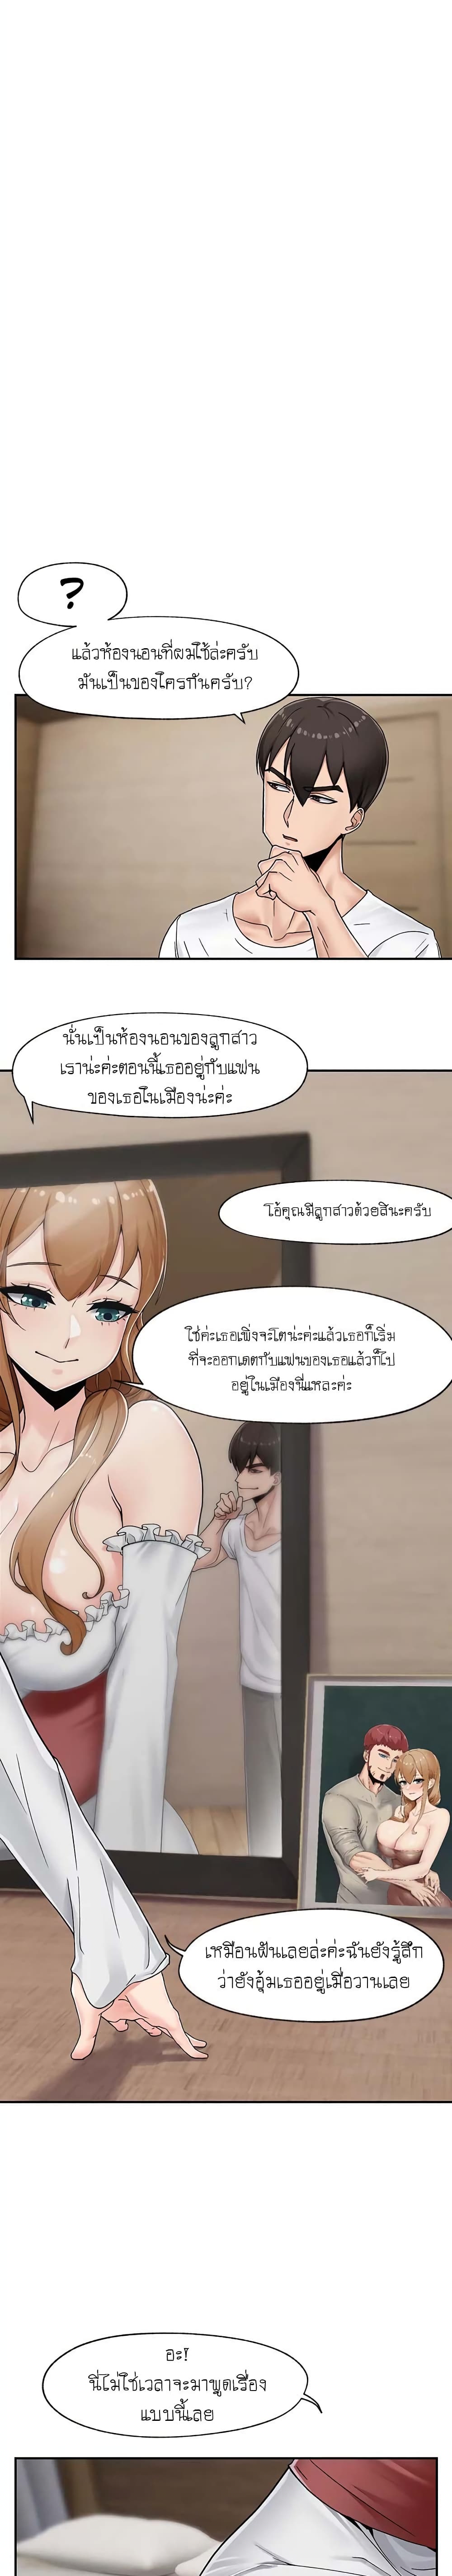 ?
แล้วห้องนอนที่ผมใช้ล่ะครับ
มันเป็นของใครกันครับ?
นั่นเป็นห้องนอนของลูกสาว
เราน่ะค่ะตอนนี้เธออยู่กับแฟน
ของเธอในเมืองน่ะค่ะ
โอ้คุณมีลูกสาวด้วยสินะครับ
ใช่ค่ะเธอเพิ่งจะโตน่ะค่ะแล้วเธอก็เริ่ม
ที่จะออกเดตกับแฟนของเธอแล้วก็ไป
อยู่ในเมืองนี่แหละค่ะ
เหมือนฝันเลยล่ะค่ะฉันยังรู้สึก
ว่ายังอุ้มเธออยู่เมื่อวานเลย
อะ!
นี่ไม่ใช่เวลาจะมาพูดเรื่อง
แบบนี้เลย